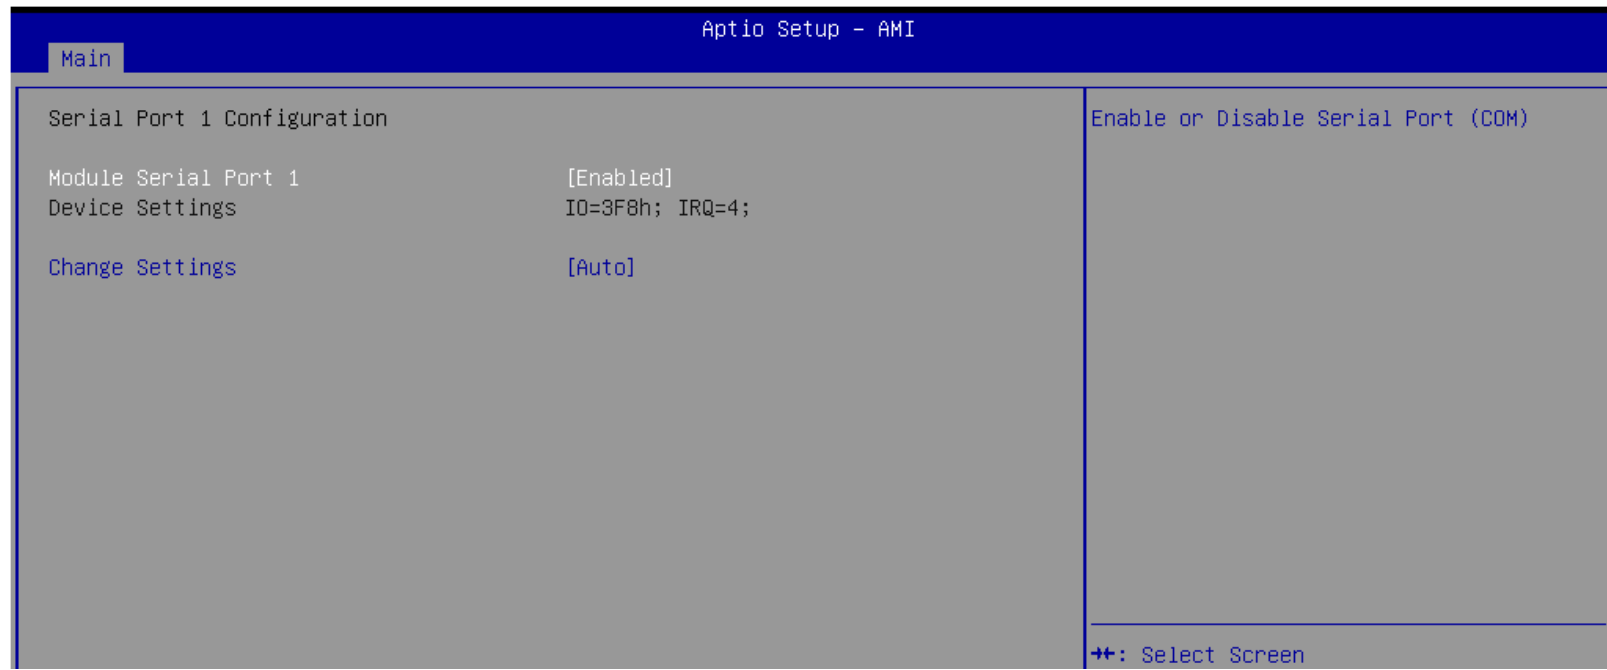 Aptio Setup – AMI
Main
Serial Port 1 Configuration
Module Serial Port 1 [Enabled]
Device Settings IO=3F8h; IRQ=4;
Change Settings [Auto]
Enable or Disable Serial Port (COM)
→←: Select Screen